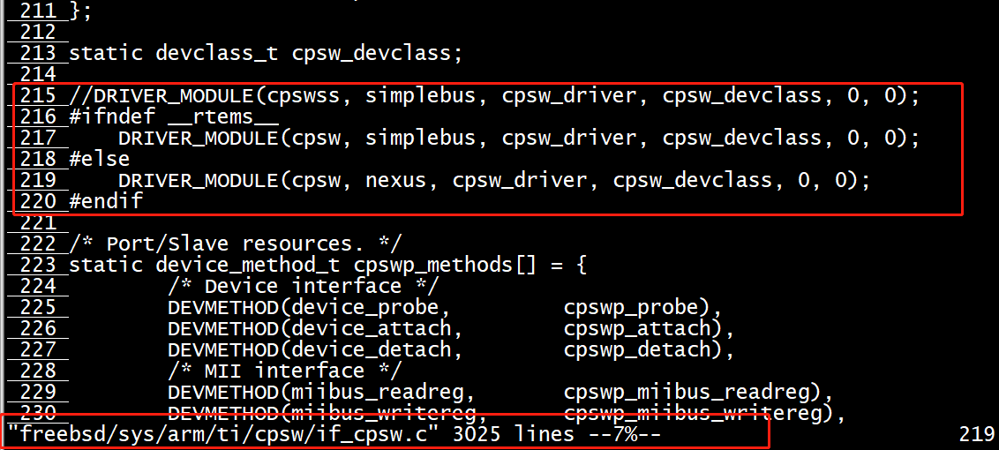 211 };
212
213 static devclass_t cpsw_devclass;
214
215 //DRIVER_MODULE(cpswss, simplebus, cpsw_driver, cpsw_devclass, 0, 0);
216 #ifndef __rtems__
217     DRIVER_MODULE(cpsw, simplebus, cpsw_driver, cpsw_devclass, 0, 0);
218 #else
219     DRIVER_MODULE(cpsw, nexus, cpsw_driver, cpsw_devclass, 0, 0);
220 #endif
221
222 /* Port/Slave resources. */
223 static device_method_t cpswp_methods[] = {
224         /* Device interface */
225         DEVMETHOD(device_probe,         cpswp_probe),
226         DEVMETHOD(device_attach,        cpswp_attach),
227         DEVMETHOD(device_detach,        cpswp_detach),
228         /* MII interface */
229         DEVMETHOD(miibus_readreg,       cpswp_miibus_readreg),
230         DEVMETHOD(miibus_writereg,      cpswp_miibus_writereg),
"freebsd/sys/arm/ti/cpsw/if_cpsw.c" 3025 lines --7%-- 219